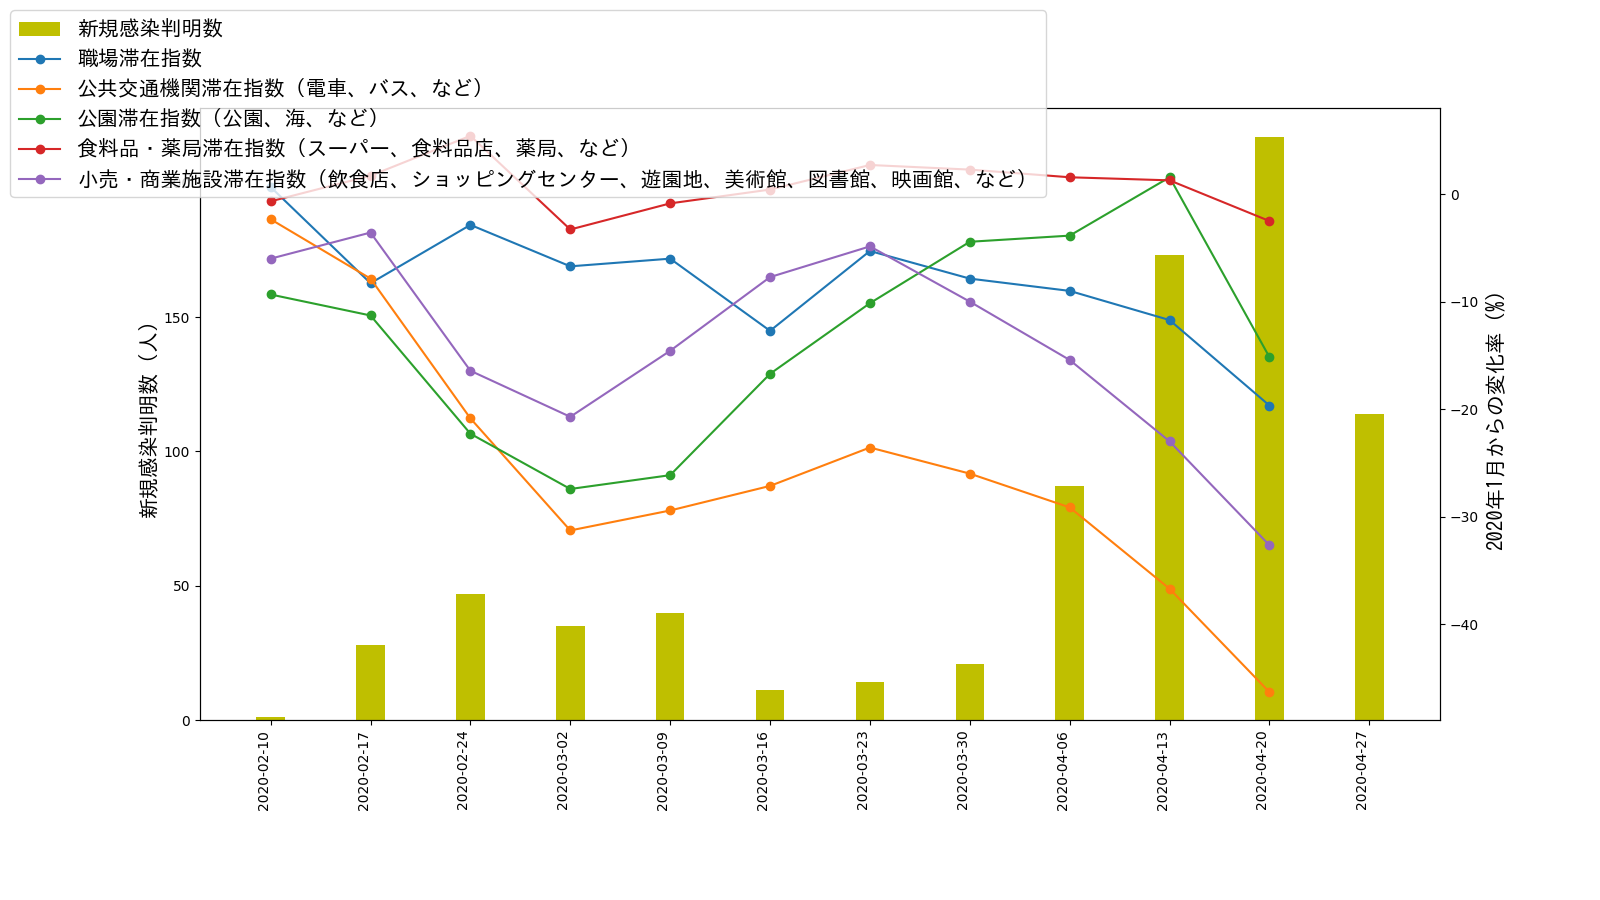 新規感染判明数
職場滞在指数
公共交通機関滞在指数（電車、バス、など）
公園滞在指数（公園、海、など）
食料品・薬局滞在指数（スーパー、食料品店、薬局、など）
小売・商業施設滞在指数（飲食店、ショッピングセンター、遊園地、美術館、図書館、映画館、など）
新規感染判明数（人）
150
100
50
0
0
−10
−20
−30
−40
2020年1月からの変化率（%）
2020-02-10
2020-02-17
2020-02-24
2020-03-02
2020-03-09
2020-03-16
2020-03-23
2020-03-30
2020-04-06
2020-04-13
2020-04-20
2020-04-27